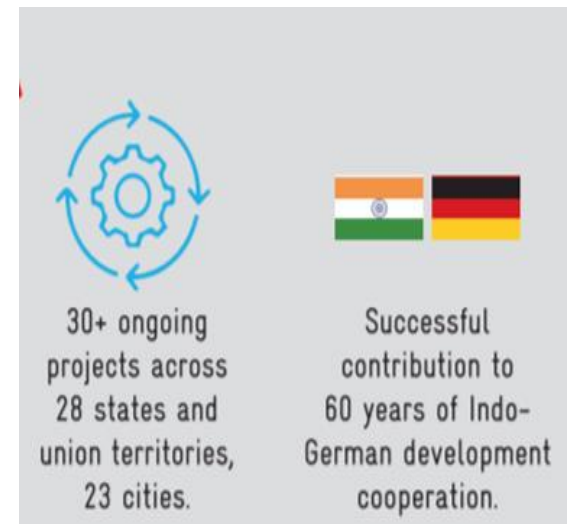 30+ ongoing
projects across
28 states and
union territories,
23 cities.
Successful
contribution to
60 years of Indo-
German development
cooperation.